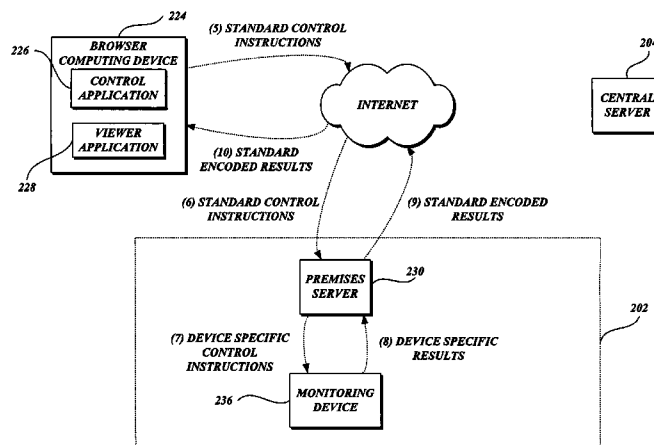 224
BROWSER
COMPUTING DEVICE
226
CONTROL
APPLICATION
VIEWER
APPLICATION
228
(5) STANDARD CONTROL
INSTRUCTIONS
INTERNET
204
CENTRAL
SERVER
(10) STANDARD
ENCODED RESULTS
(6) STANDARD CONTROL
INSTRUCTIONS
(9) STANDARD ENCODED
RESULTS
PREMISES
SERVER
230
202
(7) DEVICE SPECIFIC
CONTROL
INSTRUCTIONS
(8) DEVICE SPECIFIC
RESULTS
MONITORING
DEVICE
236